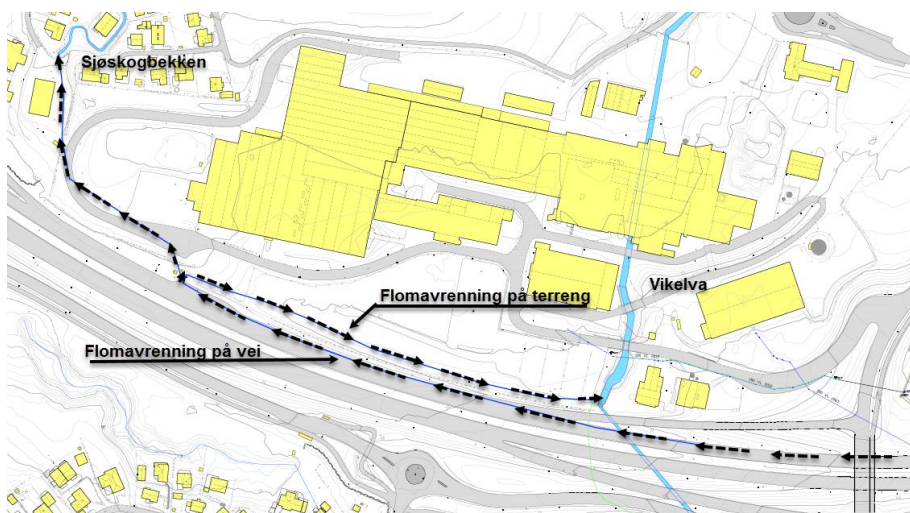 Sjøskogbekken
Vikelva
Flomavrenning på terreng
Flomavrenning på vei